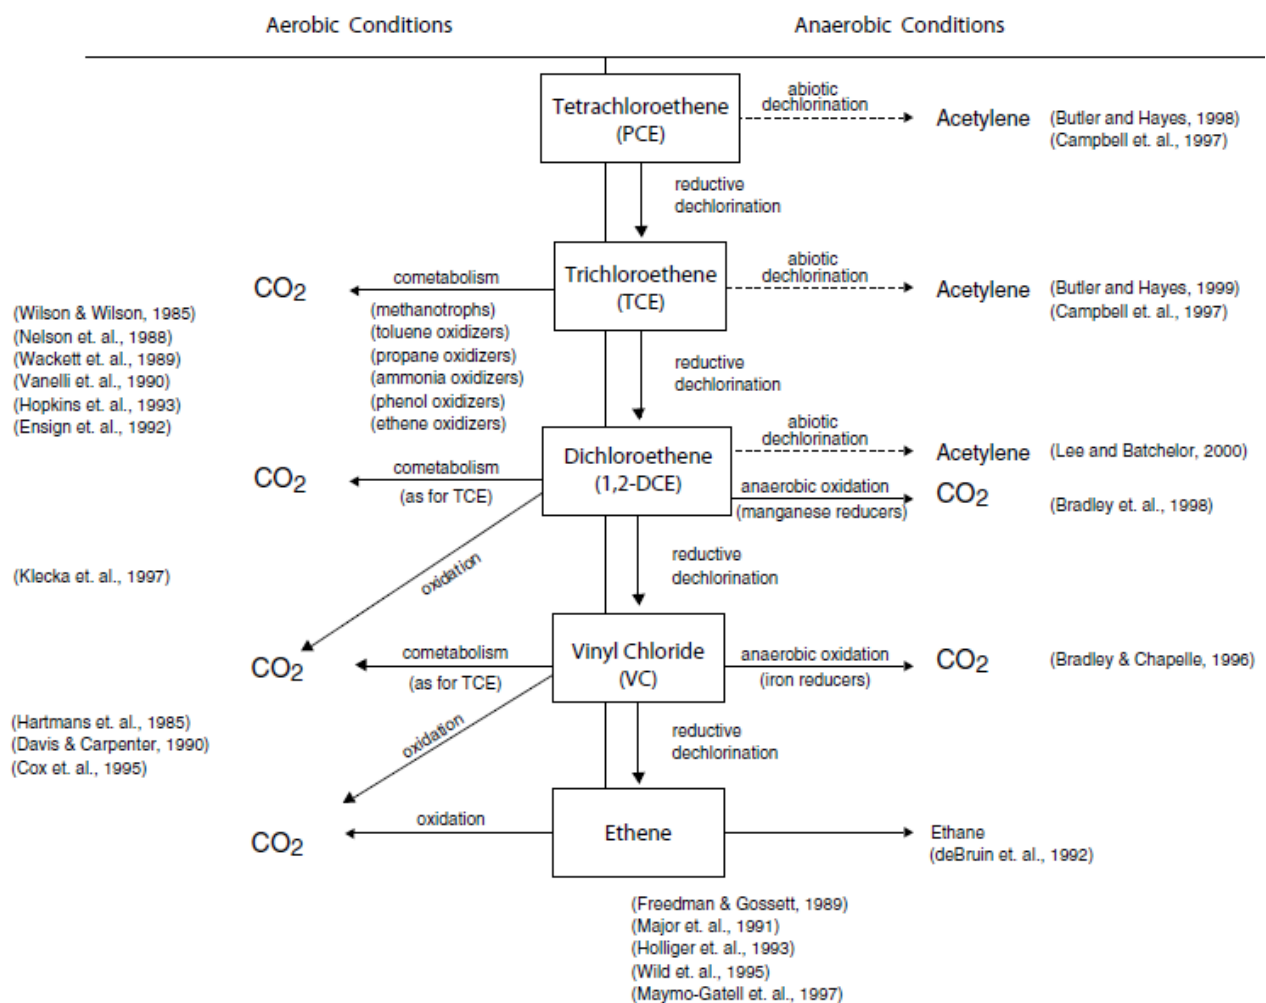 Aerobic Conditions
Anaerobic Conditions
Tetrachloroethene
(PCE)
abiotic
dechlorination
Acetylene
(Butler and Hayes, 1998)
(Campbell et. al., 1997)
reductive
dechlorination
CO2
cometabolism
(methanotrophs)
(toluene oxidizers)
(propane oxidizers)
(ammonia oxidizers)
(phenol oxidizers)
(ethene oxidizers)
(Wilson & Wilson, 1985)
(Nelson et. al., 1988)
(Wackett et. al., 1989)
(Vanelli et. al., 1990)
(Hopkins et. al., 1993)
(Ensign et. al., 1992)
Trichloroethene
(TCE)
abiotic
dechlorination
Acetylene
(Butler and Hayes, 1999)
(Campbell et. al., 1997)
reductive
dechlorination
CO2
cometabolism
(as for TCE)
Dichloroethene
(1,2-DCE)
abiotic
dechlorination
Acetylene
(Lee and Batchelor, 2000)
anaerobic oxidation
(manganese reducers)
CO2
(Bradley et. al., 1998)
oxidation
(Klecka et. al., 1997)
reductive
dechlorination
CO2
cometabolism
(as for TCE)
Vinyl Chloride
(VC)
anaerobic oxidation
(iron reducers)
CO2
(Bradley & Chapelle, 1996)
oxidation
(Hartmans et. al., 1985)
(Davis & Carpenter, 1990)
(Cox et. al., 1995)
reductive
dechlorination
CO2
oxidation
Ethene
Ethane
(deBruin et. al., 1992)
(Freedman & Gossett, 1989)
(Major et. al., 1991)
(Holliger et. al., 1993)
(Wild et. al., 1995)
(Maymo-Gatell et. al., 1997)